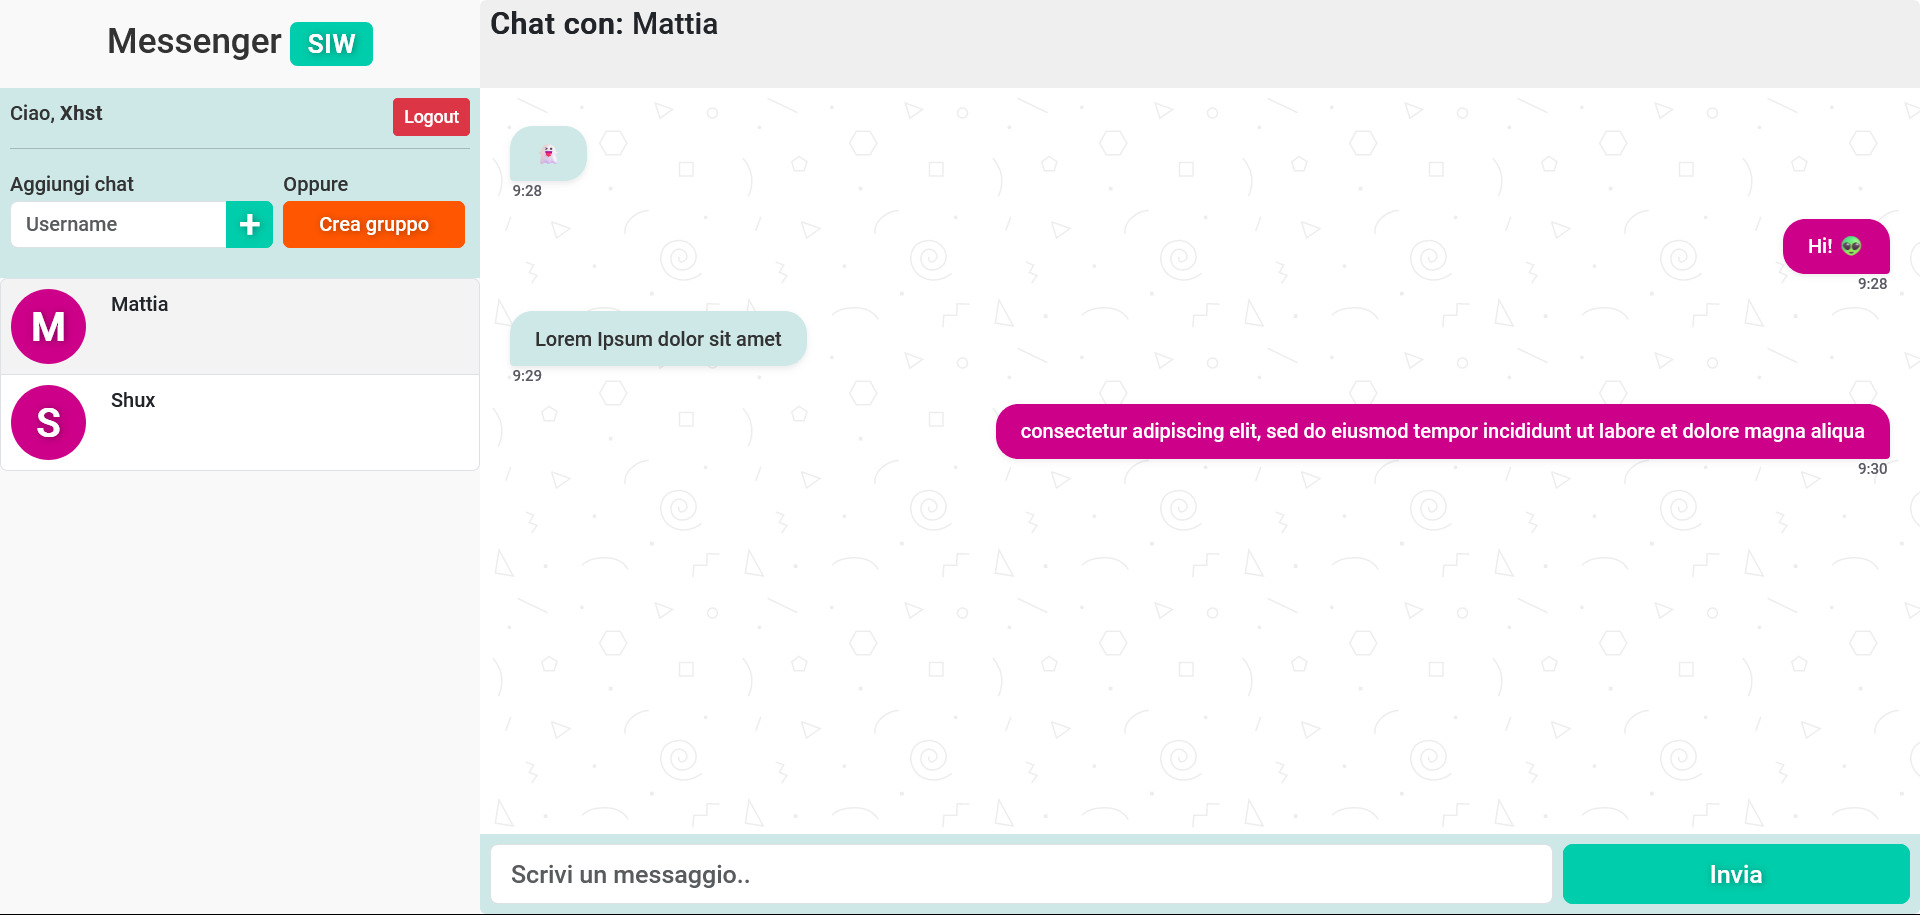 Messenger SIW
Ciao, Xhst
Logout
Aggiungi chat
Oppure
Username
+
Crea gruppo
M
Mattia
S
Shux
Chat con: Mattia
👻
9:28
Hi! 👽
9:28
Lorem Ipsum dolor sit amet
9:29
consectetur adipiscing elit, sed do eiusmod tempor incididunt ut labore et dolore magna aliqua
9:30
Scrivi un messaggio..
Invia